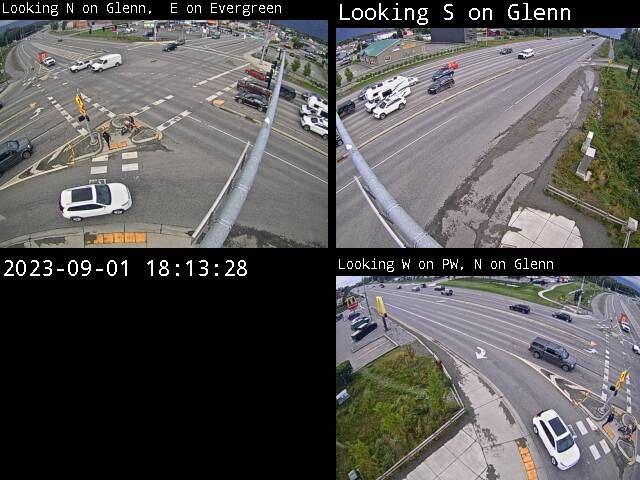 Looking N on Glenn,  E on Evergreen
Looking S on Glenn
2023-09-01 18:13:28
Looking W on PW, N on Glenn